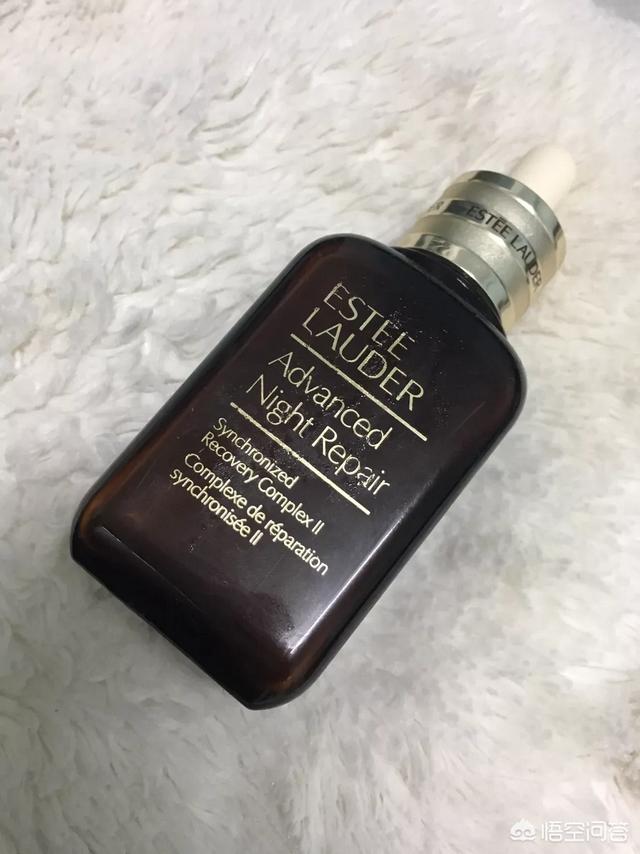 ESTEE LAUDER
ESTEE
LAUDER
Advanced
Night Repair
Synchronized
Recovery Complex II
Complexe de réparation
synchronisée II
悟空问答